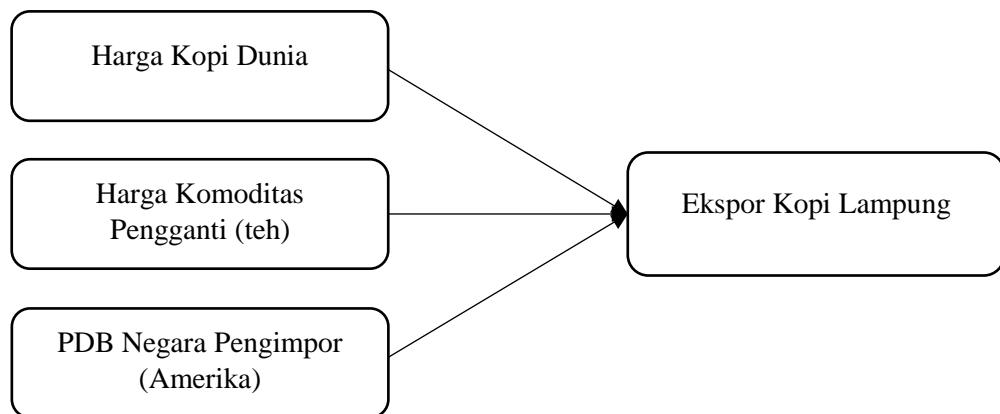 Harga Kopi Dunia
Harga Komoditas
Pengganti (teh)
Ekspor Kopi Lampung
PDB Negara Pengimpor
(Amerika)